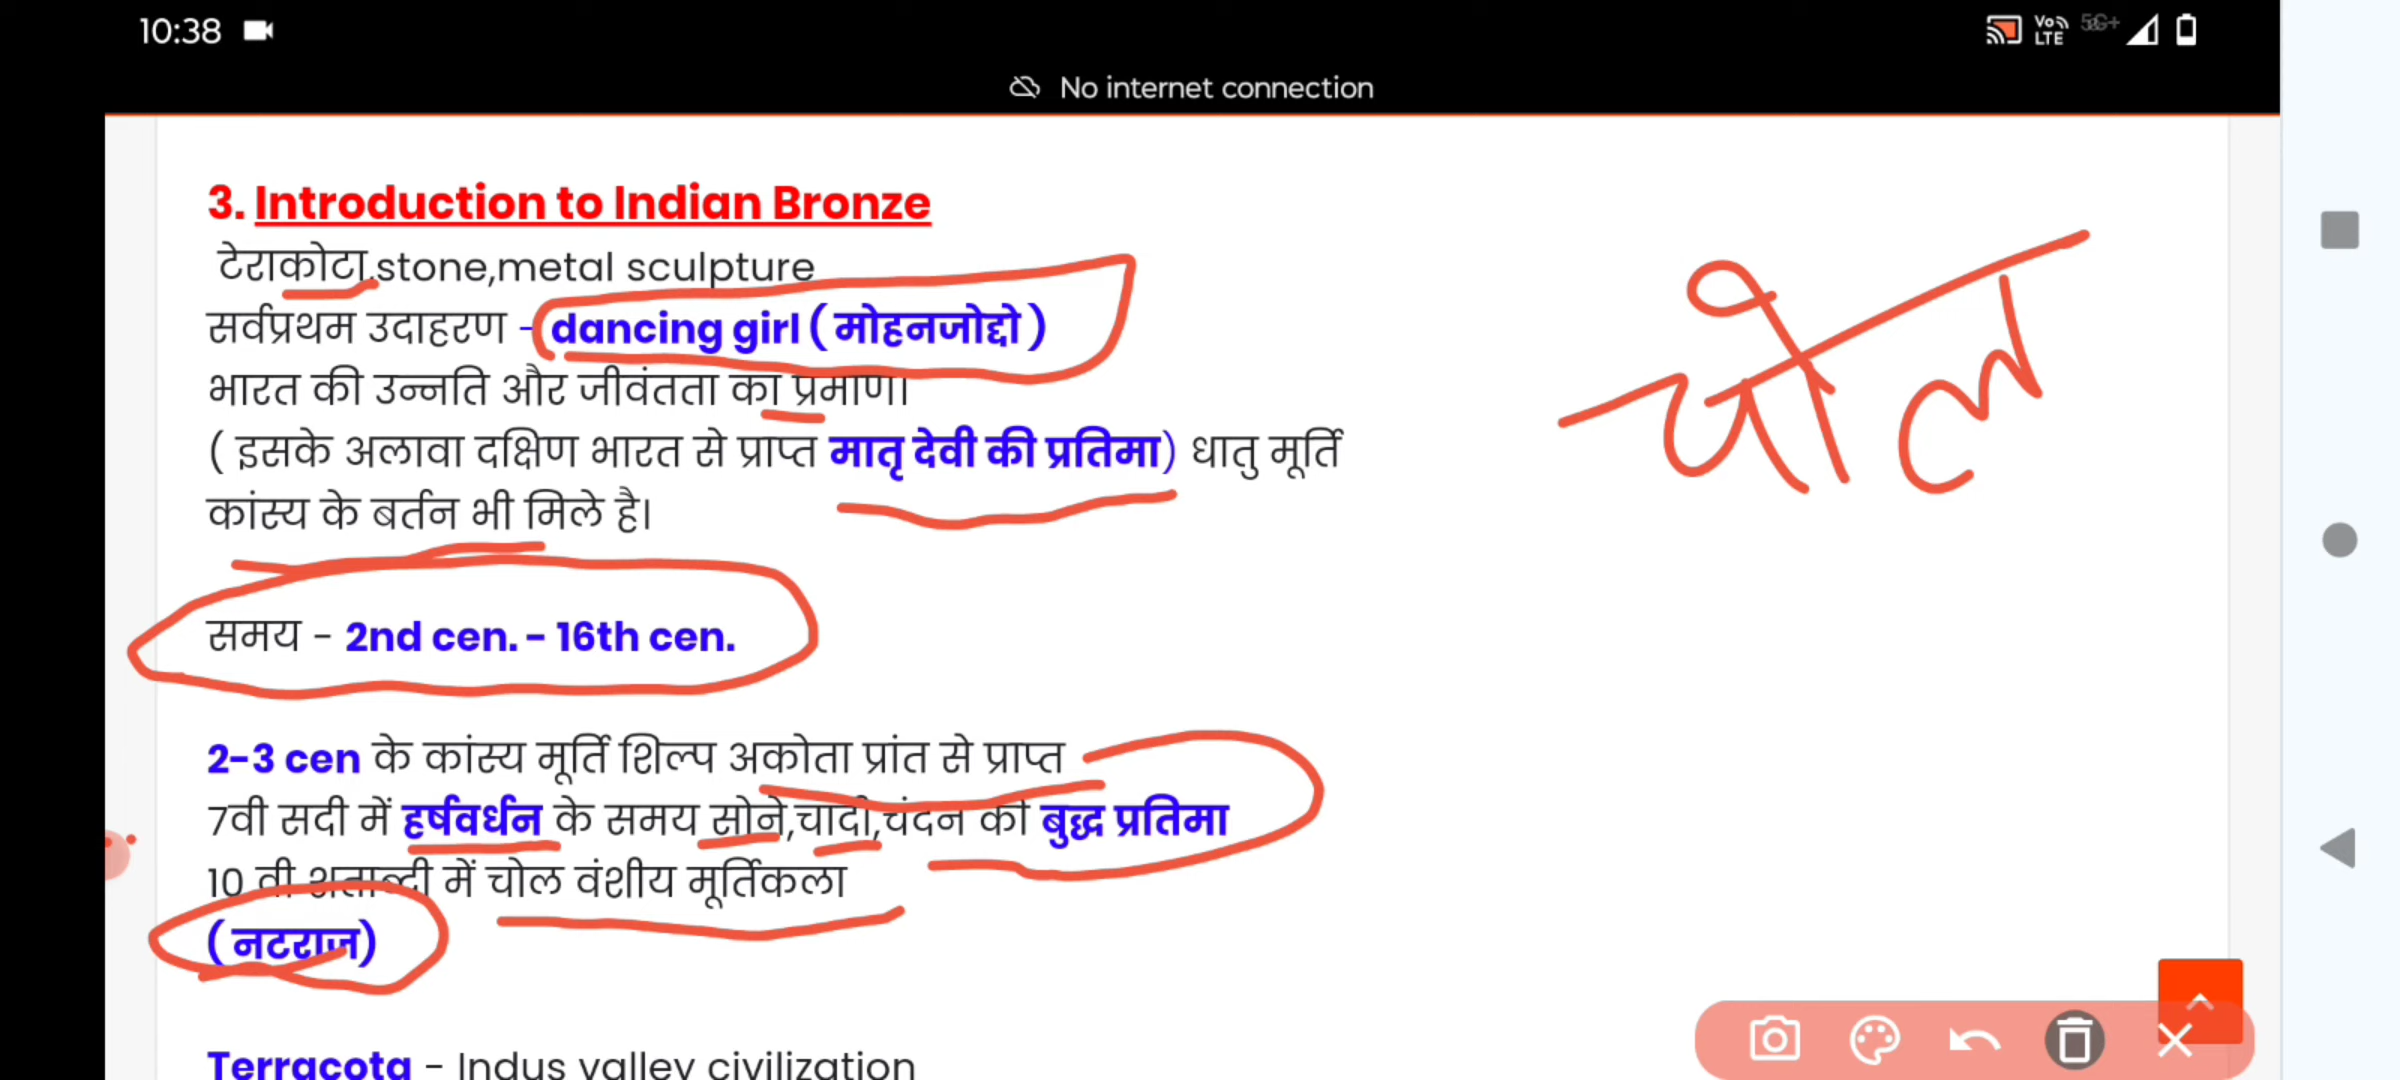 10:38
Vo LTE 5G+
No internet connection
3. Introduction to Indian Bronze
टेराकोटा,stone,metal sculpture
सर्वप्रथम उदाहरण - dancing girl ( मोहनजोद्दो )
भारत की उन्नति और जीवंतता का प्रमाण।
( इसके अलावा दक्षिण भारत से प्राप्त मातृ देवी की प्रतिमा) धातु मूर्ति
कांस्य के बर्तन भी मिले है।
समय - 2nd cen. - 16th cen.
2-3 cen के कांस्य मूर्ति शिल्प अकोता प्रांत से प्राप्त
7वी सदी में हर्षवर्धन के समय सोने,चादी,चंदन की बुद्ध प्रतिमा
10 वी शताब्दी में चोल वंशीय मूर्तिकला
( नटराज)
Terracota - Indus valley civilization
चोल